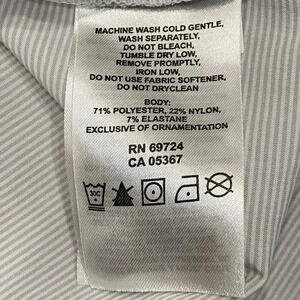 MACHINE WASH COLD GENTLE,
WASH SEPARATELY,
DO NOT BLEACH,
TUMBLE DRY LOW,
REMOVE PROMPTLY,
IRON LOW,
DO NOT USE FABRIC SOFTENER,
DO NOT DRYCLEAN
BODY:
71% POLYESTER, 22% NYLON,
7% ELASTANE
EXCLUSIVE OF ORNAMENTATION
RN 69724
CA 05367
30C